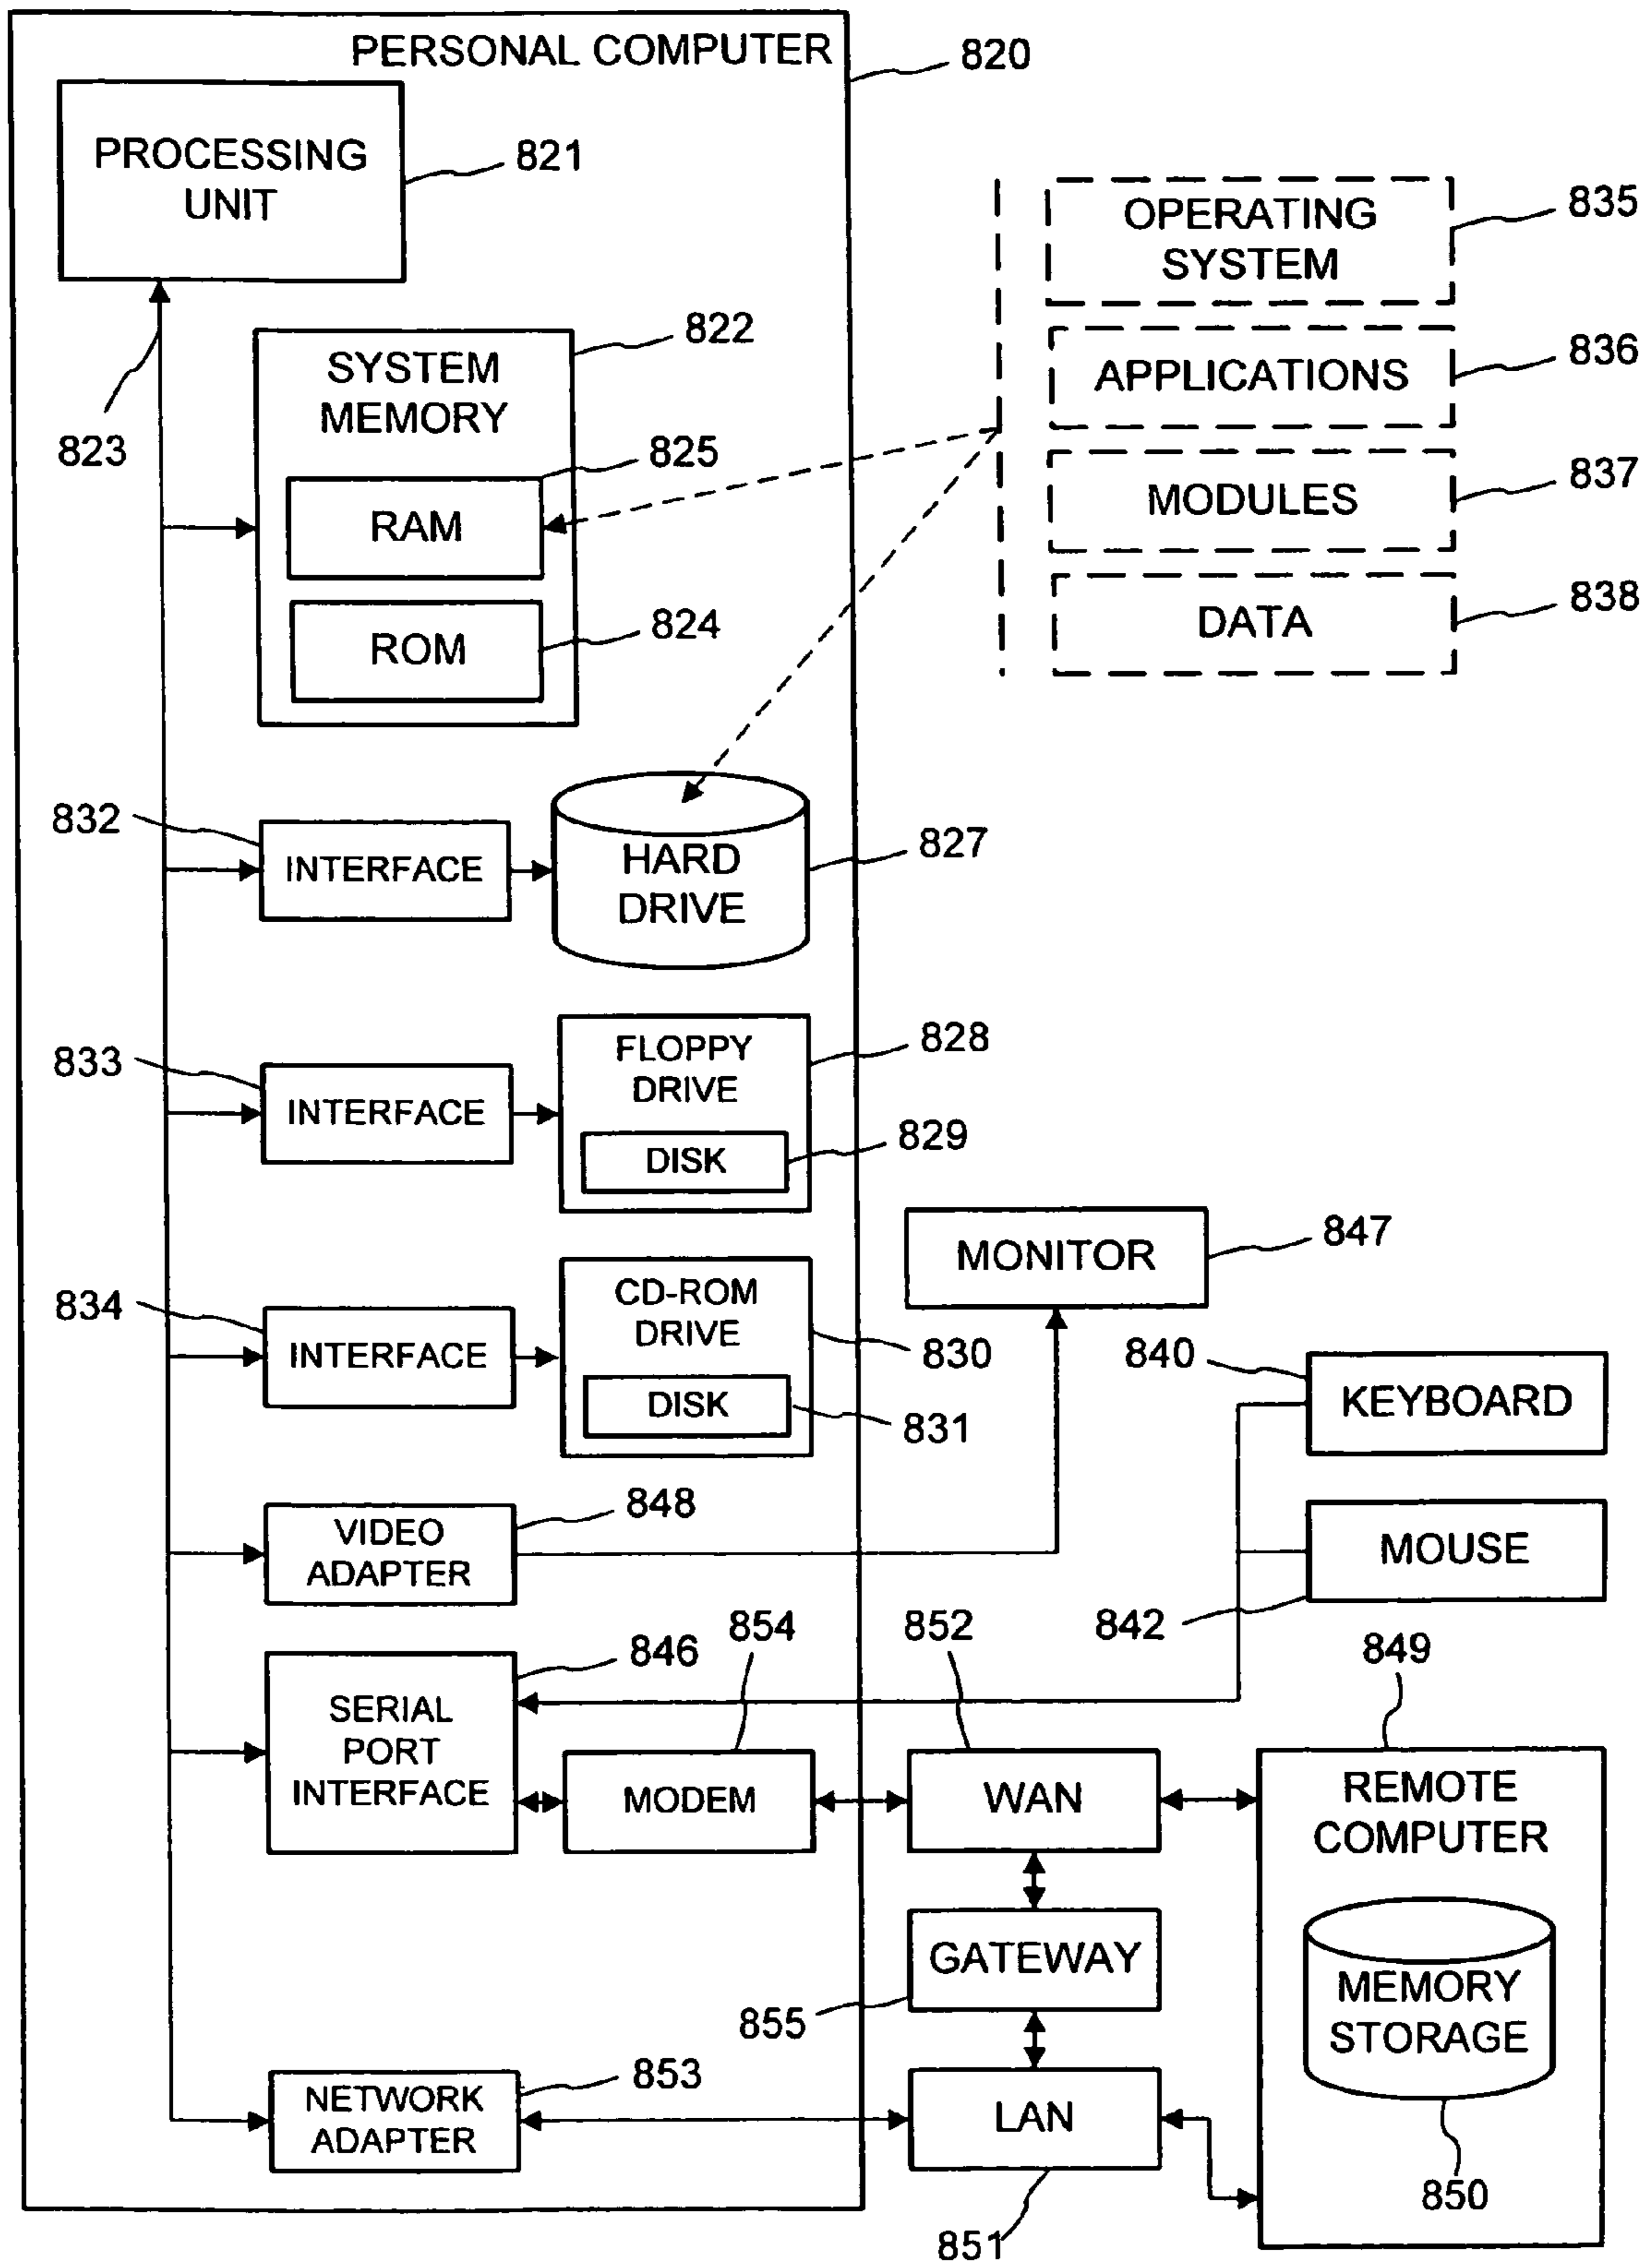 PERSONAL COMPUTER
820
PROCESSING
UNIT
821
823
SYSTEM
MEMORY
822
RAM
825
ROM
824
OPERATING
SYSTEM
835
APPLICATIONS
836
MODULES
837
DATA
838
832
INTERFACE
HARD
DRIVE
827
833
INTERFACE
FLOPPY
DRIVE
828
DISK
829
834
INTERFACE
CD-ROM
DRIVE
830
DISK
831
MONITOR
847
840
KEYBOARD
MOUSE
842
VIDEO
ADAPTER
848
SERIAL
PORT
INTERFACE
846
854
MODEM
852
WAN
849
REMOTE
COMPUTER
GATEWAY
855
MEMORY
STORAGE
850
NETWORK
ADAPTER
853
LAN
851